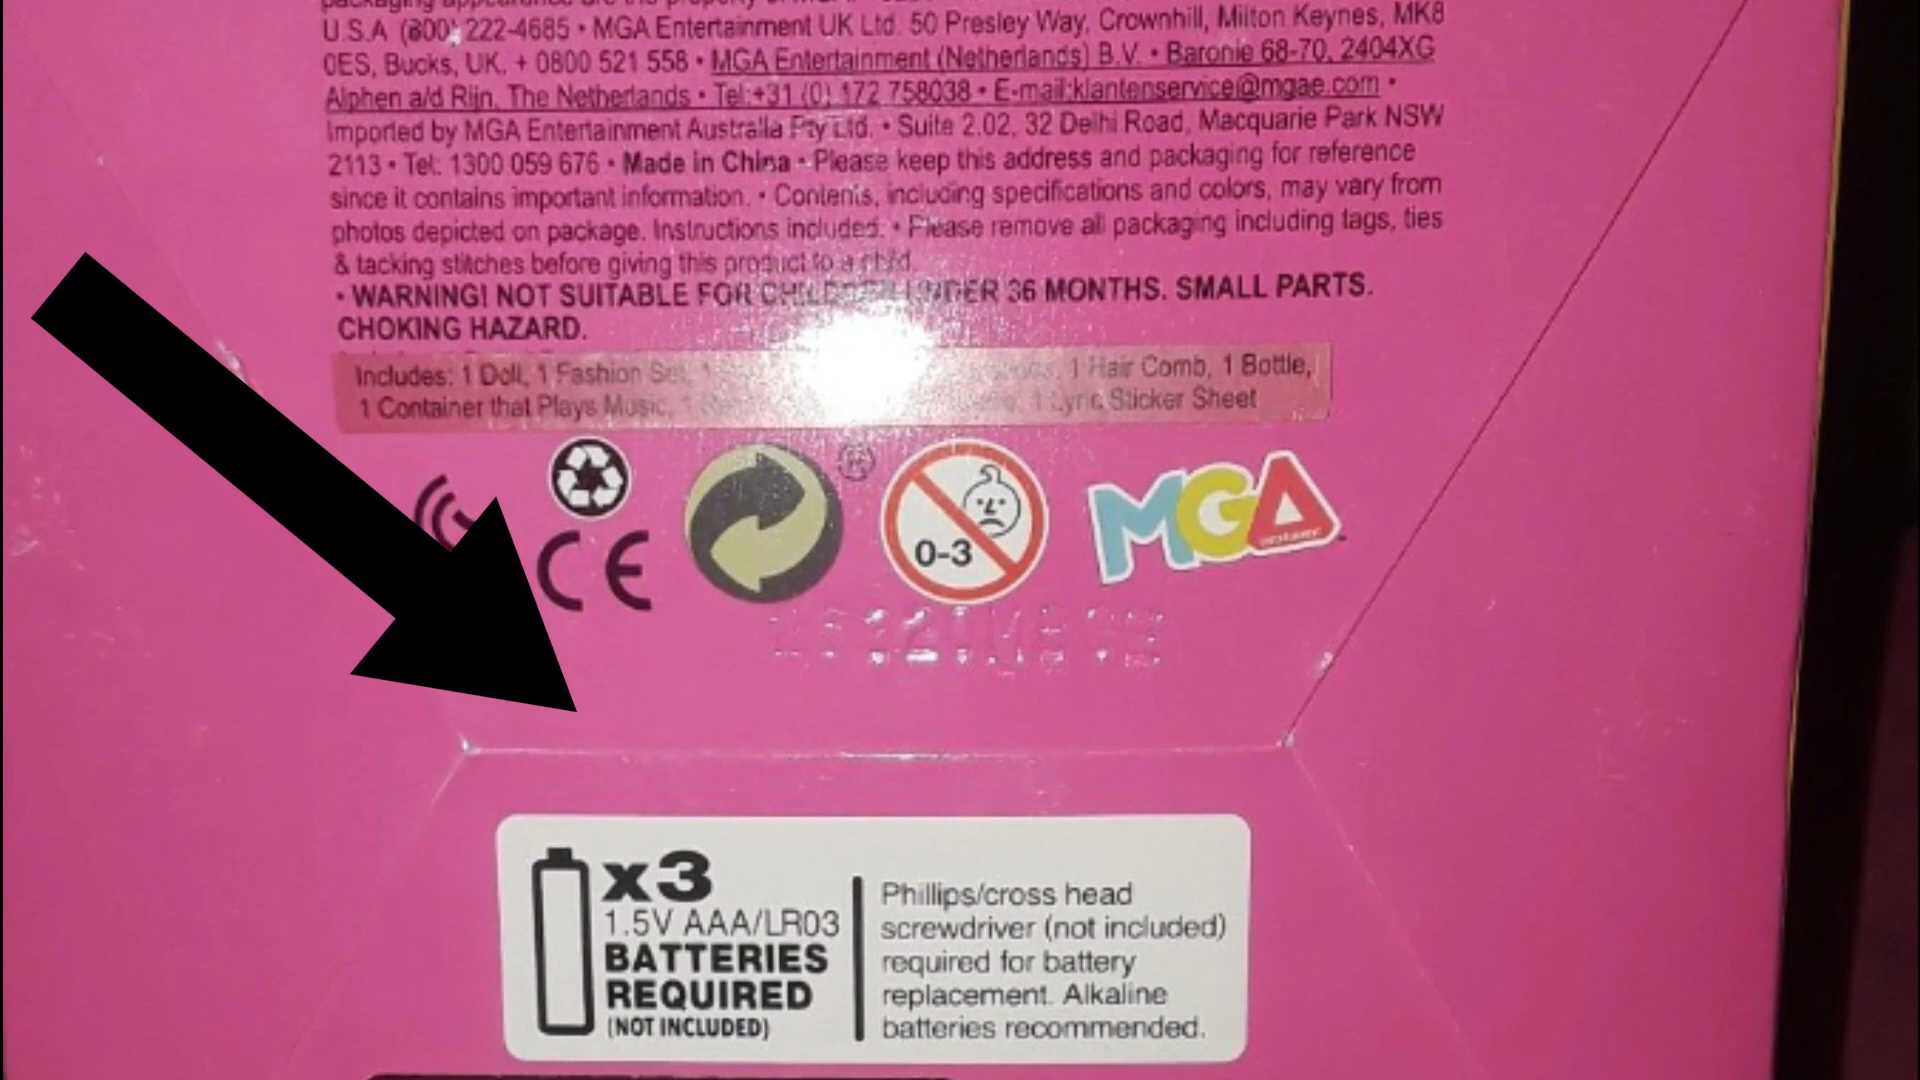 U.S.A (800) 222-4685 • MGA Entertainment UK Ltd. 50 Presley Way, Crownhill, Milton Keynes, MK8
0ES, Bucks, UK. + 0800 521 558 • MGA Entertainment (Netherlands) B.V. • Baronie 68-70, 2404XG
Alphen a/d Rijn, The Netherlands • Tel:+31 (0) 172 758038 • E-mail:klantenservice@mgae.com •
Imported by MGA Entertainment Australia Pty Ltd. • Suite 2.02, 32 Delhi Road, Macquarie Park NSW
2113 • Tel: 1300 059 676 • Made in China • Please keep this address and packaging for reference
since it contains important information. • Contents, including specifications and colors, may vary from
photos depicted on package. Instructions included. • Please remove all packaging including tags, ties
& tacking stitches before giving this product to a child.
• WARNING! NOT SUITABLE FOR CHILDREN UNDER 36 MONTHS. SMALL PARTS.
CHOKING HAZARD.
Includes: 1 Doll, 1 Fashion Set, 1 Hair Comb, 1 Bottle,
1 Container that Plays Music, 1 Lyric Sticker Sheet
CE
0-3
MGA
x3
1.5V AAA/LR03
BATTERIES
REQUIRED
(NOT INCLUDED)
Phillips/cross head
screwdriver (not included)
required for battery
replacement. Alkaline
batteries recommended.